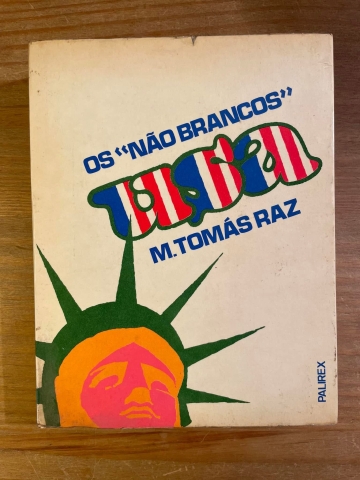 OS “NÃO BRANCOS”
usa
M.TOMÁS RAZ
PALIREX